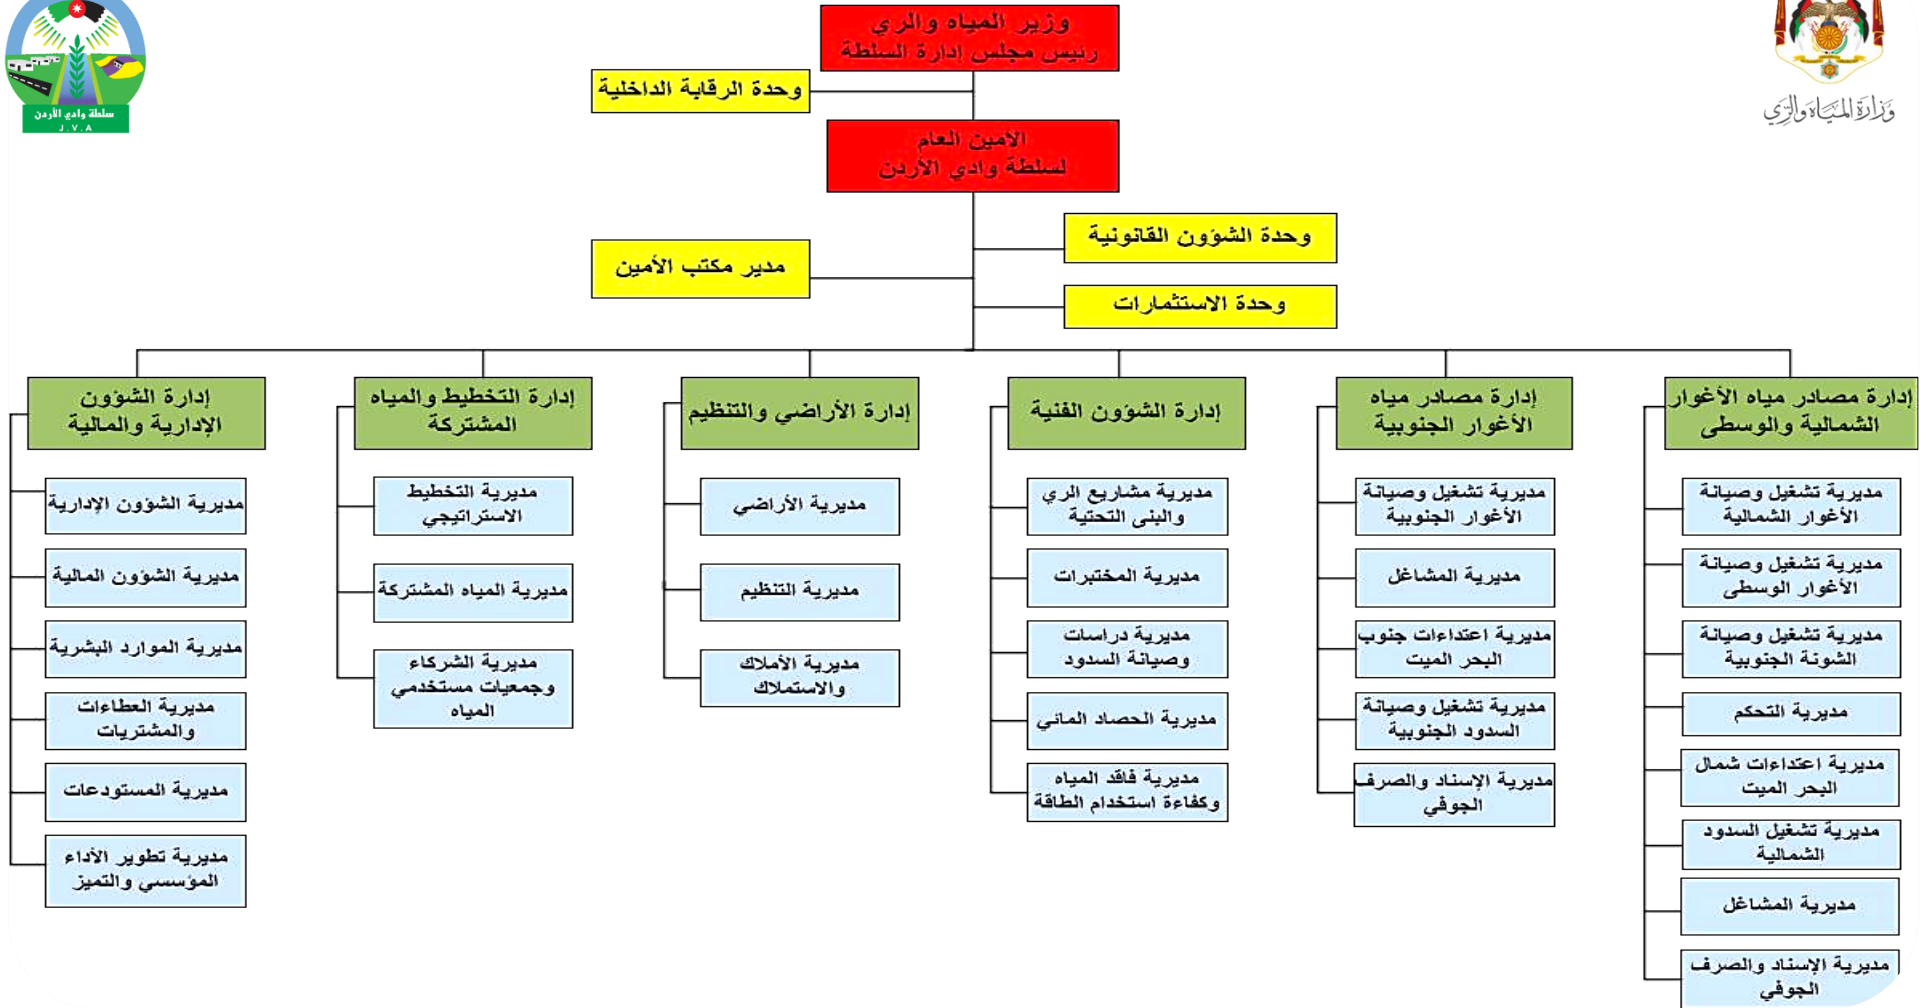 سلطة وادي الأردن
J.V.A
وزارة المياه والري
وزير المياه والري
رئيس مجلس إدارة السلطة
وحدة الرقابة الداخلية
الأمين العام
لسلطة وادي الأردن
وحدة الشؤون القانونية
مدير مكتب الأمين
وحدة الاستثمارات
إدارة مصادر مياه الأغوار
الشمالية والوسطى
مديرية تشغيل وصيانة
الأغوار الشمالية
مديرية تشغيل وصيانة
الأغوار الوسطى
مديرية تشغيل وصيانة
الشونة الجنوبية
مديرية التحكم
مديرية اعتداءات شمال
البحر الميت
مديرية تشغيل السدود
الشمالية
مديرية المشاغل
مديرية الإسناد والصرف
الجوفي
إدارة مصادر مياه
الأغوار الجنوبية
مديرية تشغيل وصيانة
الأغوار الجنوبية
مديرية المشاغل
مديرية اعتداءات جنوب
البحر الميت
مديرية تشغيل وصيانة
السدود الجنوبية
مديرية الإسناد والصرف
الجوفي
إدارة الشؤون الفنية
مديرية مشاريع الري
والبنى التحتية
مديرية المختبرات
مديرية دراسات
وصيانة السدود
مديرية الحصاد المائي
مديرية فاقد المياه
وكفاءة استخدام الطاقة
إدارة الأراضي والتنظيم
مديرية الأراضي
مديرية التنظيم
مديرية الأملاك
والاستملاك
إدارة التخطيط والمياه
المشتركة
مديرية التخطيط
الاستراتيجي
مديرية المياه المشتركة
مديرية الشركاء
وجمعيات مستخدمي
المياه
إدارة الشؤون
الإدارية والمالية
مديرية الشؤون الإدارية
مديرية الشؤون المالية
مديرية الموارد البشرية
مديرية العطاءات
والمشتريات
مديرية المستودعات
مديرية تطوير الأداء
المؤسسي والتميز